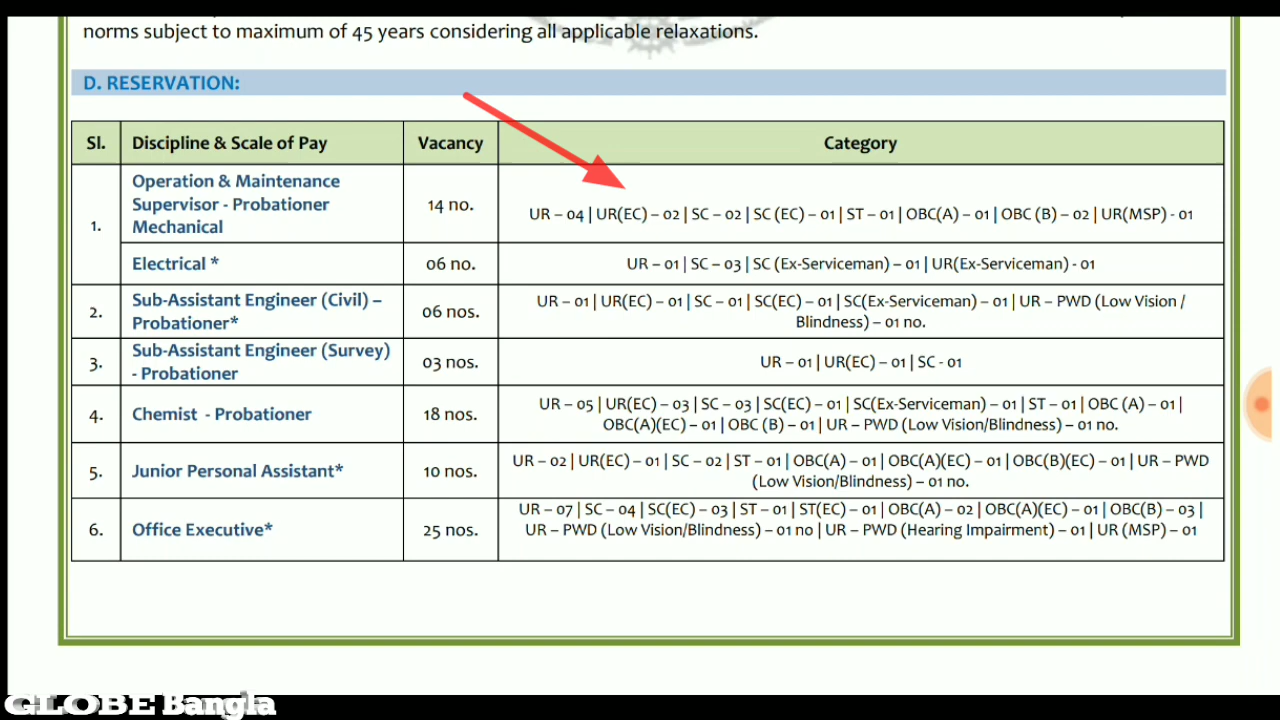 norms subject to maximum of 45 years considering all applicable relaxations.
D. RESERVATION:
Sl. Discipline & Scale of Pay Vacancy Category
1. Operation & Maintenance
Supervisor - Probationer
Mechanical
14 no.
UR – 04 | UR(EC) – 02 | SC – 02 | SC (EC) – 01 | ST – 01 | OBC(A) – 01 | OBC (B) – 02 | UR(MSP) - 01
Electrical *
06 no.
UR – 01 | SC – 03 | SC (Ex-Serviceman) – 01 | UR(Ex-Serviceman) - 01
2. Sub-Assistant Engineer (Civil) –
Probationer*
06 nos.
UR – 01 | UR(EC) – 01 | SC – 01 | SC(EC) – 01 | SC(Ex-Serviceman) – 01 | UR – PWD (Low Vision /
Blindness) – 01 no.
3. Sub-Assistant Engineer (Survey)
- Probationer
03 nos.
UR – 01 | UR(EC) – 01 | SC - 01
4. Chemist - Probationer
18 nos.
UR – 05 | UR(EC) – 03 | SC – 03 | SC(EC) – 01 | SC(Ex-Serviceman) – 01 | ST – 01 | OBC (A) – 01 |
OBC(A)(EC) – 01 | OBC (B) – 01 | UR – PWD (Low Vision/Blindness) – 01 no.
5. Junior Personal Assistant*
10 nos.
UR – 02 | UR(EC) – 01 | SC – 02 | ST – 01 | OBC(A) – 01 | OBC(A)(EC) – 01 | OBC(B)(EC) – 01 | UR – PWD
(Low Vision/Blindness) – 01 no.
6. Office Executive*
25 nos.
UR – 07 | SC – 04 | SC(EC) – 03 | ST – 01 | ST(EC) – 01 | OBC(A) – 02 | OBC(A)(EC) – 01 | OBC(B) – 03 |
UR – PWD (Low Vision/Blindness) – 01 no | UR – PWD (Hearing Impairment) – 01 | UR (MSP) – 01
GLOBE Bangla